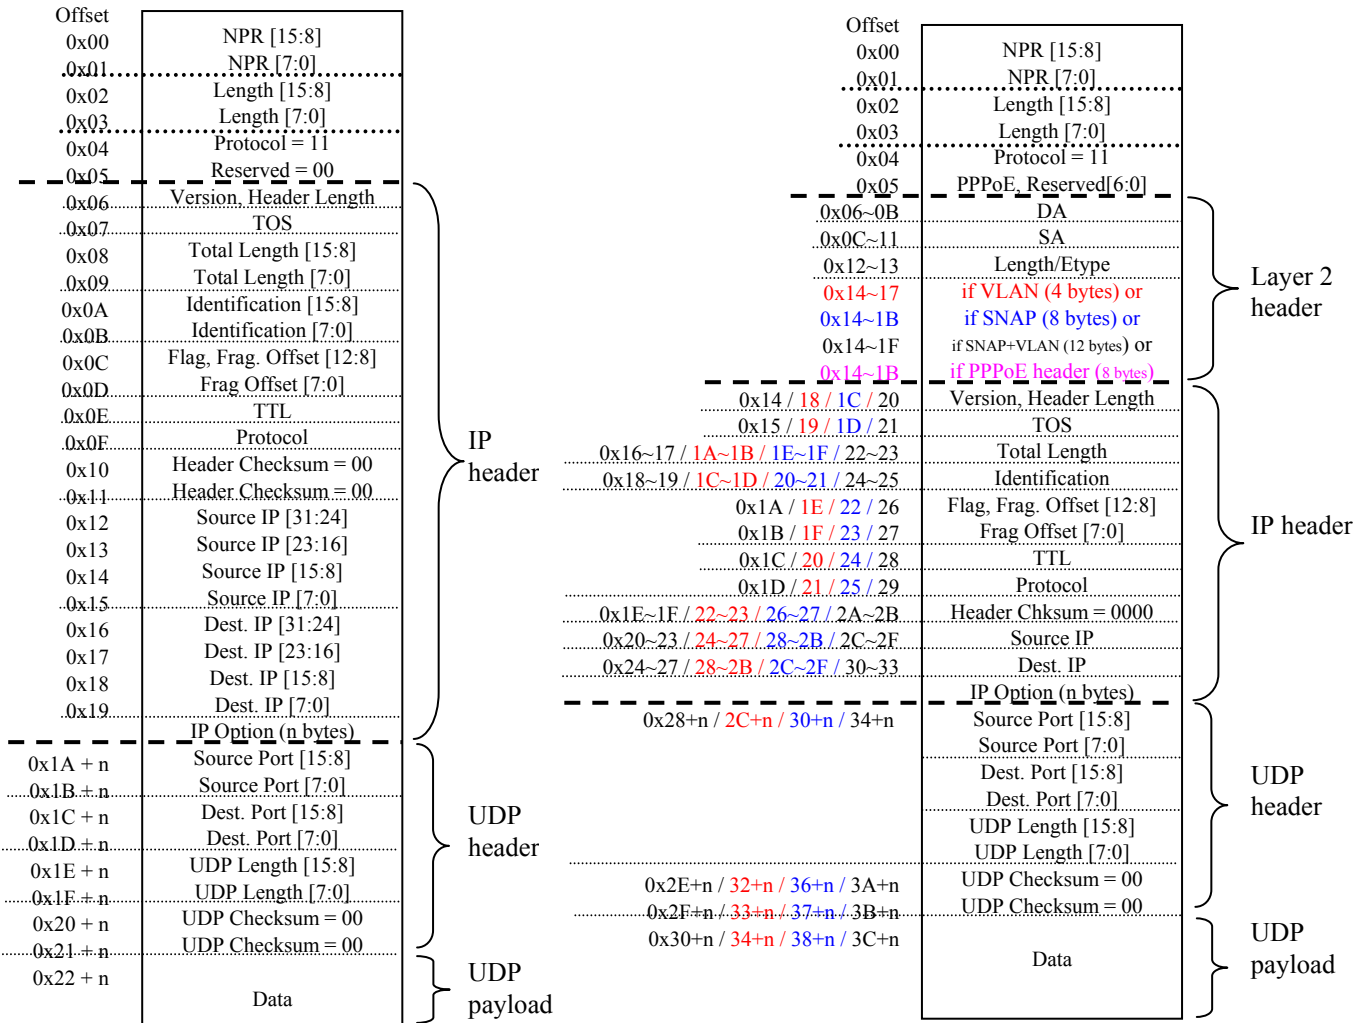 Offset
0x00 NPR [15:8]
0x01 NPR [7:0]
0x02 Length [15:8]
0x03 Length [7:0]
0x04 Protocol = 11
0x05 Reserved = 00
0x06 Version, Header Length
0x07 TOS
0x08 Total Length [15:8]
0x09 Total Length [7:0]
0x0A Identification [15:8]
0x0B Identification [7:0]
0x0C Flag, Frag. Offset [12:8]
0x0D Frag Offset [7:0]
0x0E TTL
0x0F Protocol
0x10 Header Checksum = 00
0x11 Header Checksum = 00
0x12 Source IP [31:24]
0x13 Source IP [23:16]
0x14 Source IP [15:8]
0x15 Source IP [7:0]
0x16 Dest. IP [31:24]
0x17 Dest. IP [23:16]
0x18 Dest. IP [15:8]
0x19 Dest. IP [7:0]
IP Option (n bytes)
IP
header
0x1A + n Source Port [15:8]
0x1B + n Source Port [7:0]
0x1C + n Dest. Port [15:8]
0x1D + n Dest. Port [7:0]
0x1E + n UDP Length [15:8]
0x1F + n UDP Length [7:0]
0x20 + n UDP Checksum = 00
0x21 + n UDP Checksum = 00
UDP
header
0x22 + n
Data
UDP
payload
Offset
0x00 NPR [15:8]
0x01 NPR [7:0]
0x02 Length [15:8]
0x03 Length [7:0]
0x04 Protocol = 11
0x05 PPPoE, Reserved[6:0]
0x06~0B DA
0x0C~11 SA
0x12~13 Length/Etype
0x14~17 if VLAN (4 bytes) or
0x14~1B if SNAP (8 bytes) or
0x14~1F if SNAP+VLAN (12 bytes) or
0x14~1B if PPPoE header (8 bytes)
Layer 2
header
0x14 / 18 / 1C / 20 Version, Header Length
0x15 / 19 / 1D / 21 TOS
0x16~17 / 1A~1B / 1E~1F / 22~23 Total Length
0x18~19 / 1C~1D / 20~21 / 24~25 Identification
0x1A / 1E / 22 / 26 Flag, Frag. Offset [12:8]
0x1B / 1F / 23 / 27 Frag Offset [7:0]
0x1C / 20 / 24 / 28 TTL
0x1D / 21 / 25 / 29 Protocol
0x1E~1F / 22~23 / 26~27 / 2A~2B Header Chksum = 0000
0x20~23 / 24~27 / 28~2B / 2C~2F Source IP
0x24~27 / 28~2B / 2C~2F / 30~33 Dest. IP
IP Option (n bytes)
IP header
0x28+n / 2C+n / 30+n / 34+n Source Port [15:8]
Source Port [7:0]
Dest. Port [15:8]
Dest. Port [7:0]
UDP Length [15:8]
UDP Length [7:0]
0x2E+n / 32+n / 36+n / 3A+n UDP Checksum = 00
0x2F+n / 33+n / 37+n / 3B+n UDP Checksum = 00
UDP
header
0x30+n / 34+n / 38+n / 3C+n
Data
UDP
payload